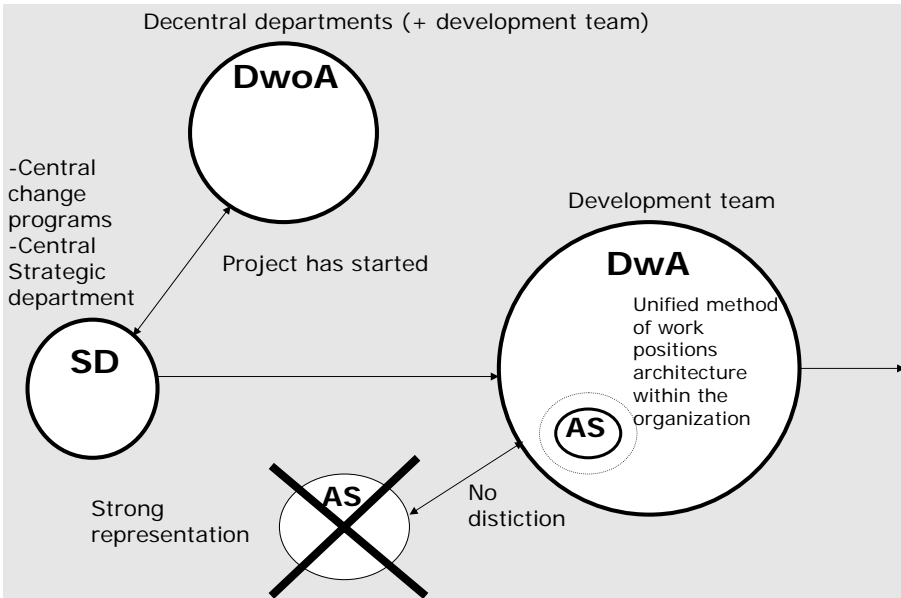 Decentral departments (+ development team)
DwoA
-Central
change
programs
-Central
Strategic
department
Project has started
SD
Development team
DwA
Unified method
of work
positions
architecture
within the
organization
AS
Strong
representation
AS
No
distiction